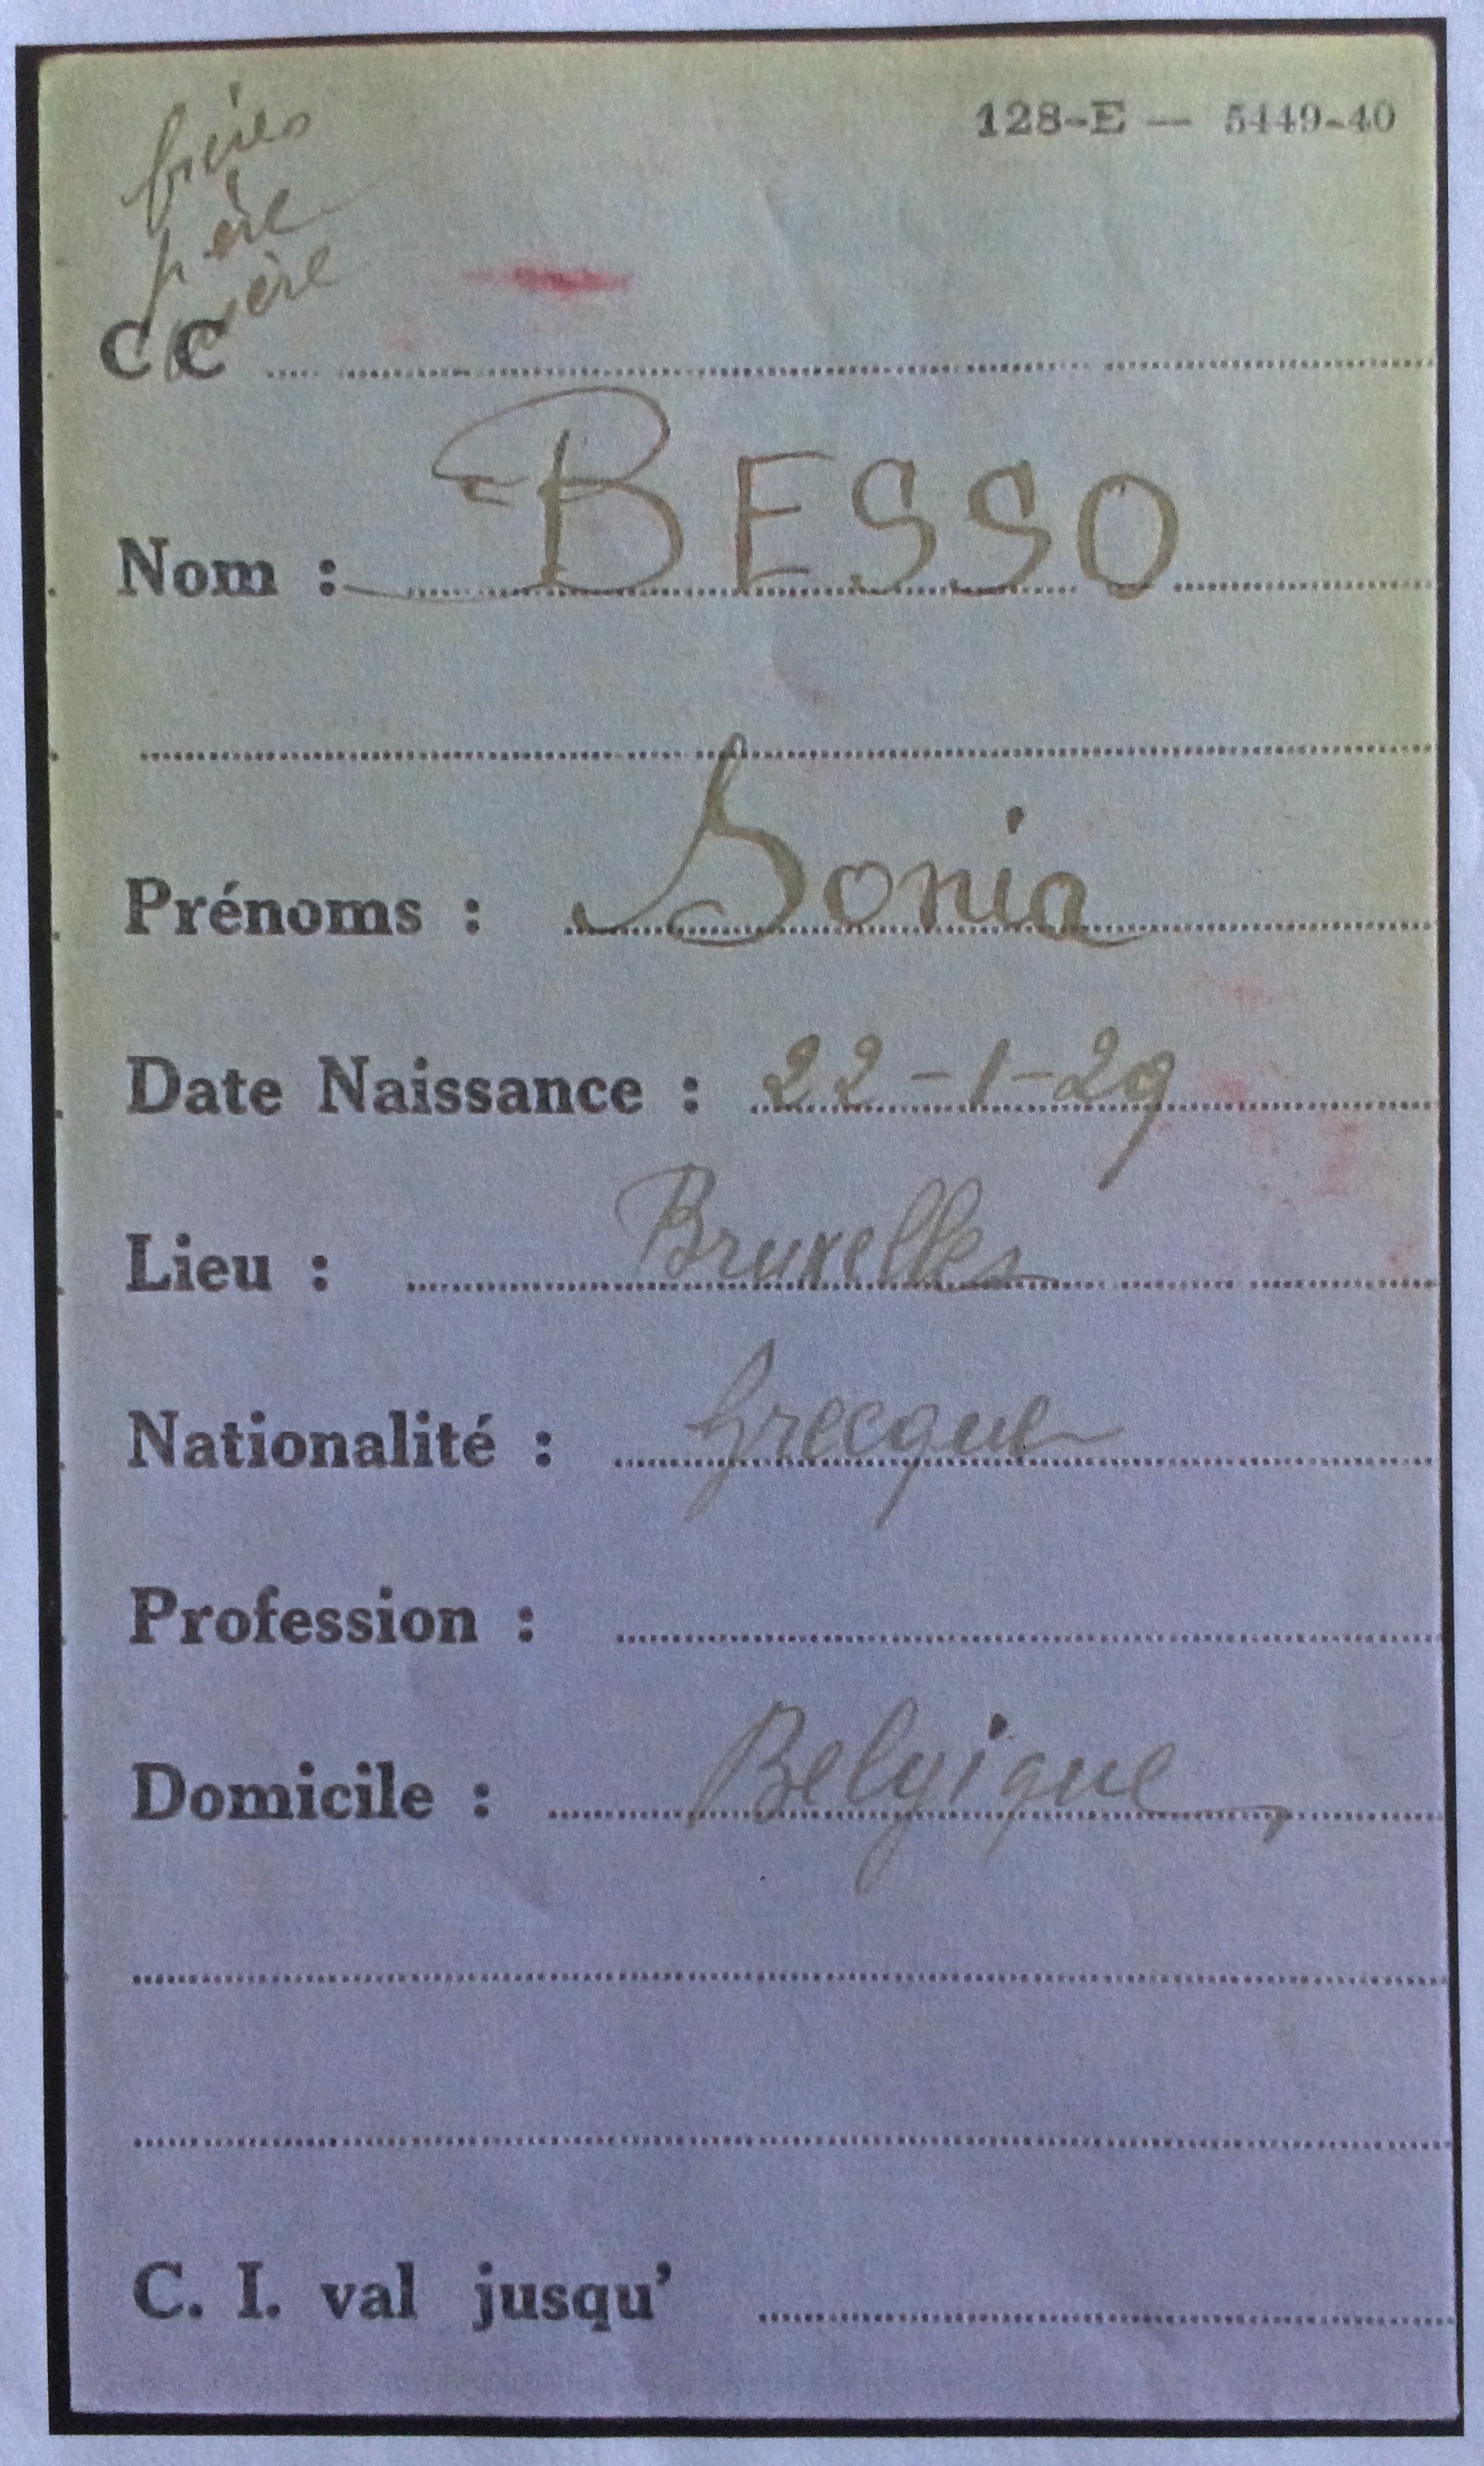 128-E — 5449-40
frères
père
mère
CC
Nom : BESSO
Prénoms : Sonia
Date Naissance : 22-1-29
Lieu : Bruxelles
Nationalité : Grecque
Profession :
Domicile : Belgique
C. I. val jusqu'